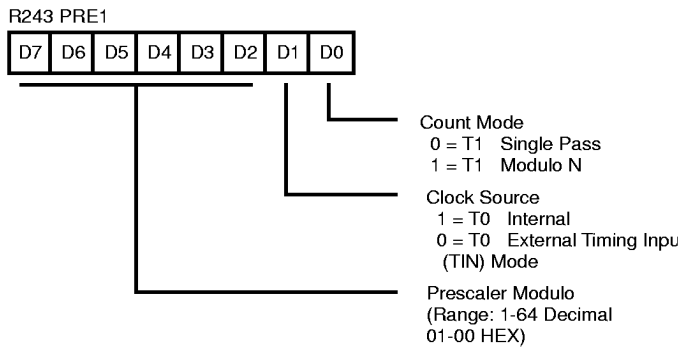 R243 PRE1
D7 D6 D5 D4 D3 D2 D1 D0
Count Mode
0 = T1 Single Pass
1 = T1 Modulo N
Clock Source
1 = T0 Internal
0 = T0 External Timing Inpu
(TIN) Mode
Prescaler Modulo
(Range: 1-64 Decimal
01-00 HEX)